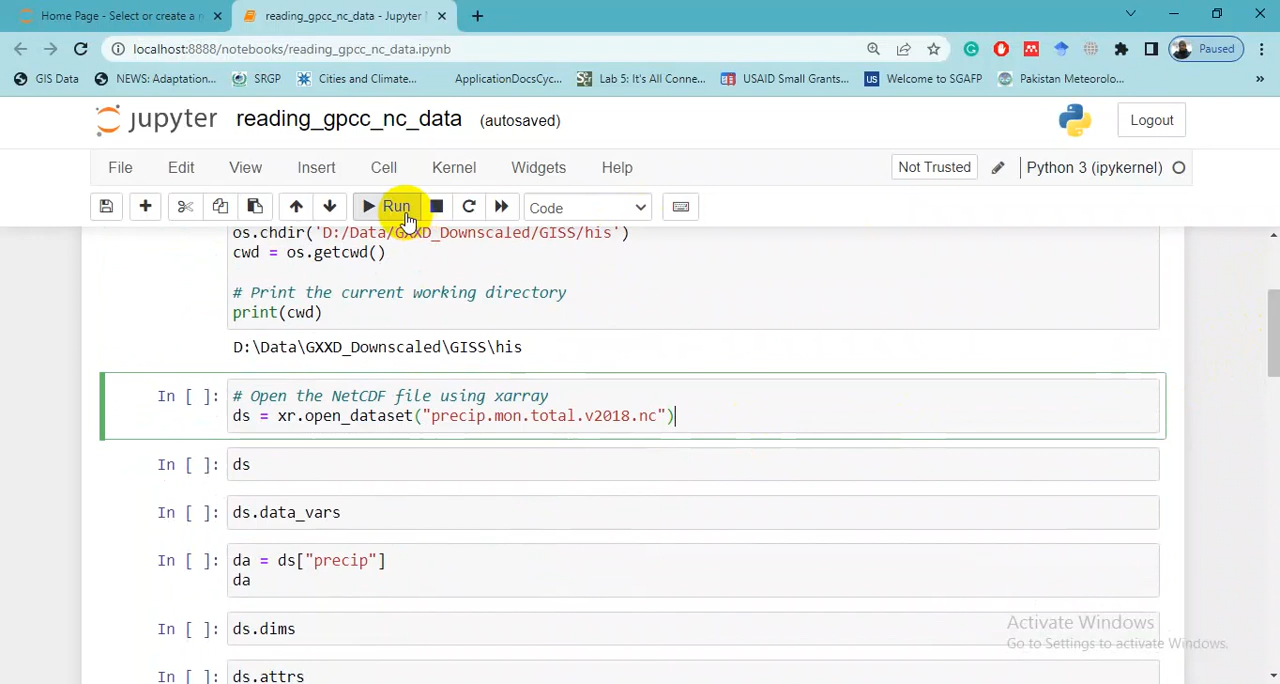 Home Page - Select or create a n
reading_gpcc_nc_data - Jupyter N
localhost:8888/notebooks/reading_gpcc_nc_data.ipynb
Paused
GIS Data
NEWS: Adaptation...
SRGP
Cities and Climate...
ApplicationDocsCyc...
Lab 5: It's All Conne...
USAID Small Grants...
US
Welcome to SGAFP
Pakistan Meteorolo...
»
jupyter
reading_gpcc_nc_data
(autosaved)
Logout
File
Edit
View
Insert
Cell
Kernel
Widgets
Help
Not Trusted
Python 3 (ipykernel)
Run
Code
os.chdir('D:/Data/GXXD_Downscaled/GISS/his')
cwd = os.getcwd()
# Print the current working directory
print(cwd)
D:\Data\GXXD_Downscaled\GISS\his
In [ ]: # Open the NetCDF file using xarray
ds = xr.open_dataset("precip.mon.total.v2018.nc")
In [ ]: ds
In [ ]: ds.data_vars
In [ ]: da = ds["precip"]
da
In [ ]: ds.dims
In [ ]: ds.attrs
Activate Windows
Go to Settings to activate Windows.